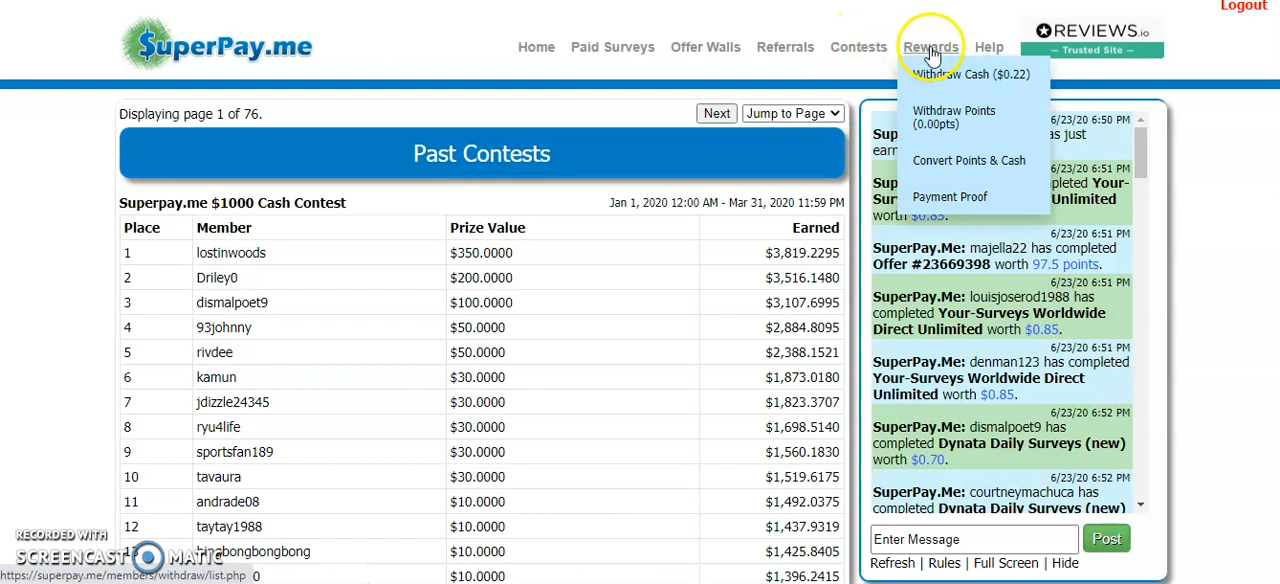 Logout
$uperPay.me
Home Paid Surveys Offer Walls Referrals Contests Rewards Help
REVIEWS.io
— Trusted Site —
Withdraw Cash ($0.22)
Withdraw Points
(0.00pts)
Convert Points & Cash
Payment Proof
Displaying page 1 of 76.
Next Jump to Page
Past Contests
Superpay.me $1000 Cash Contest Jan 1, 2020 12:00 AM - Mar 31, 2020 11:59 PM
Place Member Prize Value Earned
1 lostinwoods $350.0000 $3,819.2295
2 Driley0 $200.0000 $3,516.1480
3 dismalpoet9 $100.0000 $3,107.6995
4 93johnny $50.0000 $2,884.8095
5 rivdee $50.0000 $2,388.1521
6 kamun $30.0000 $1,873.0180
7 jdizzle24345 $30.0000 $1,823.3707
8 ryu4life $30.0000 $1,698.5140
9 sportsfan189 $30.0000 $1,560.1830
10 tavaura $30.0000 $1,519.6175
11 andrade08 $10.0000 $1,492.0375
12 taytay1988 $10.0000 $1,437.9319
13 bingbongbongbong $10.0000 $1,425.8405
$10.0000 $1,396.2415
6/23/20 6:50 PM
just
6/23/20 6:51 PM
completed Your-
Unlimited
worth $0.85.
6/23/20 6:51 PM
SuperPay.Me: majella22 has completed
Offer #23669398 worth 97.5 points.
6/23/20 6:51 PM
SuperPay.Me: louisjoserod1988 has
completed Your-Surveys Worldwide
Direct Unlimited worth $0.85.
6/23/20 6:51 PM
SuperPay.Me: denman123 has completed
Your-Surveys Worldwide Direct
Unlimited worth $0.85.
6/23/20 6:52 PM
SuperPay.Me: dismalpoet9 has
completed Dynata Daily Surveys (new)
worth $0.70.
6/23/20 6:52 PM
SuperPay.Me: courtneymachuca has
completed Dynata Daily Surveys (new)
Enter Message Post
Refresh | Rules | Full Screen | Hide
RECORDED WITH
SCREENCAST MATIC
https://superpay.me/members/withdraw/list.php